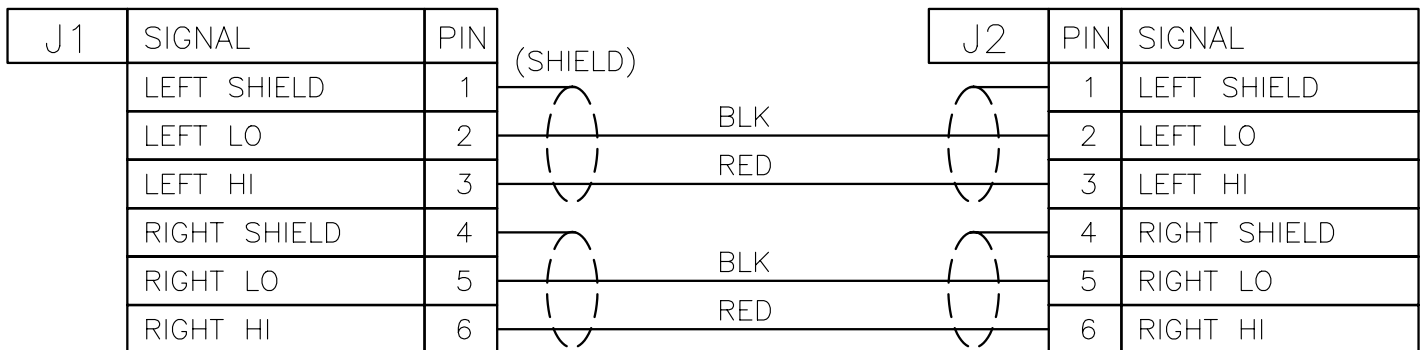 J1 SIGNAL PIN J2 PIN SIGNAL
(SHIELD)
LEFT SHIELD 1 1 LEFT SHIELD
BLK
LEFT LO 2 2 LEFT LO
RED
LEFT HI 3 3 LEFT HI
RIGHT SHIELD 4 4 RIGHT SHIELD
BLK
RIGHT LO 5 5 RIGHT LO
RED
RIGHT HI 6 6 RIGHT HI